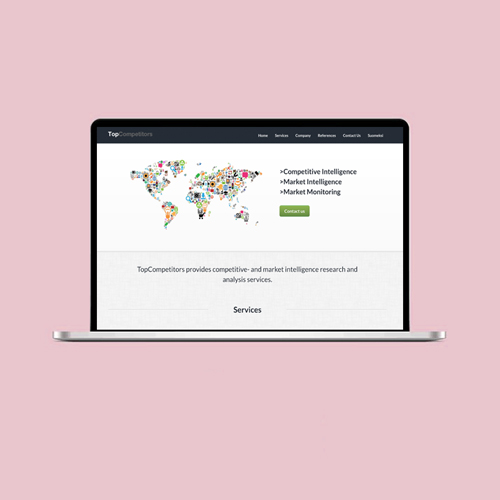 TopCompetitors
Home Services Company References Contact Us Suomeksi
>Competitive Intelligence
>Market Intelligence
>Market Monitoring
Contact us
TopCompetitors provides competitive- and market intelligence research and
analysis services.
Services